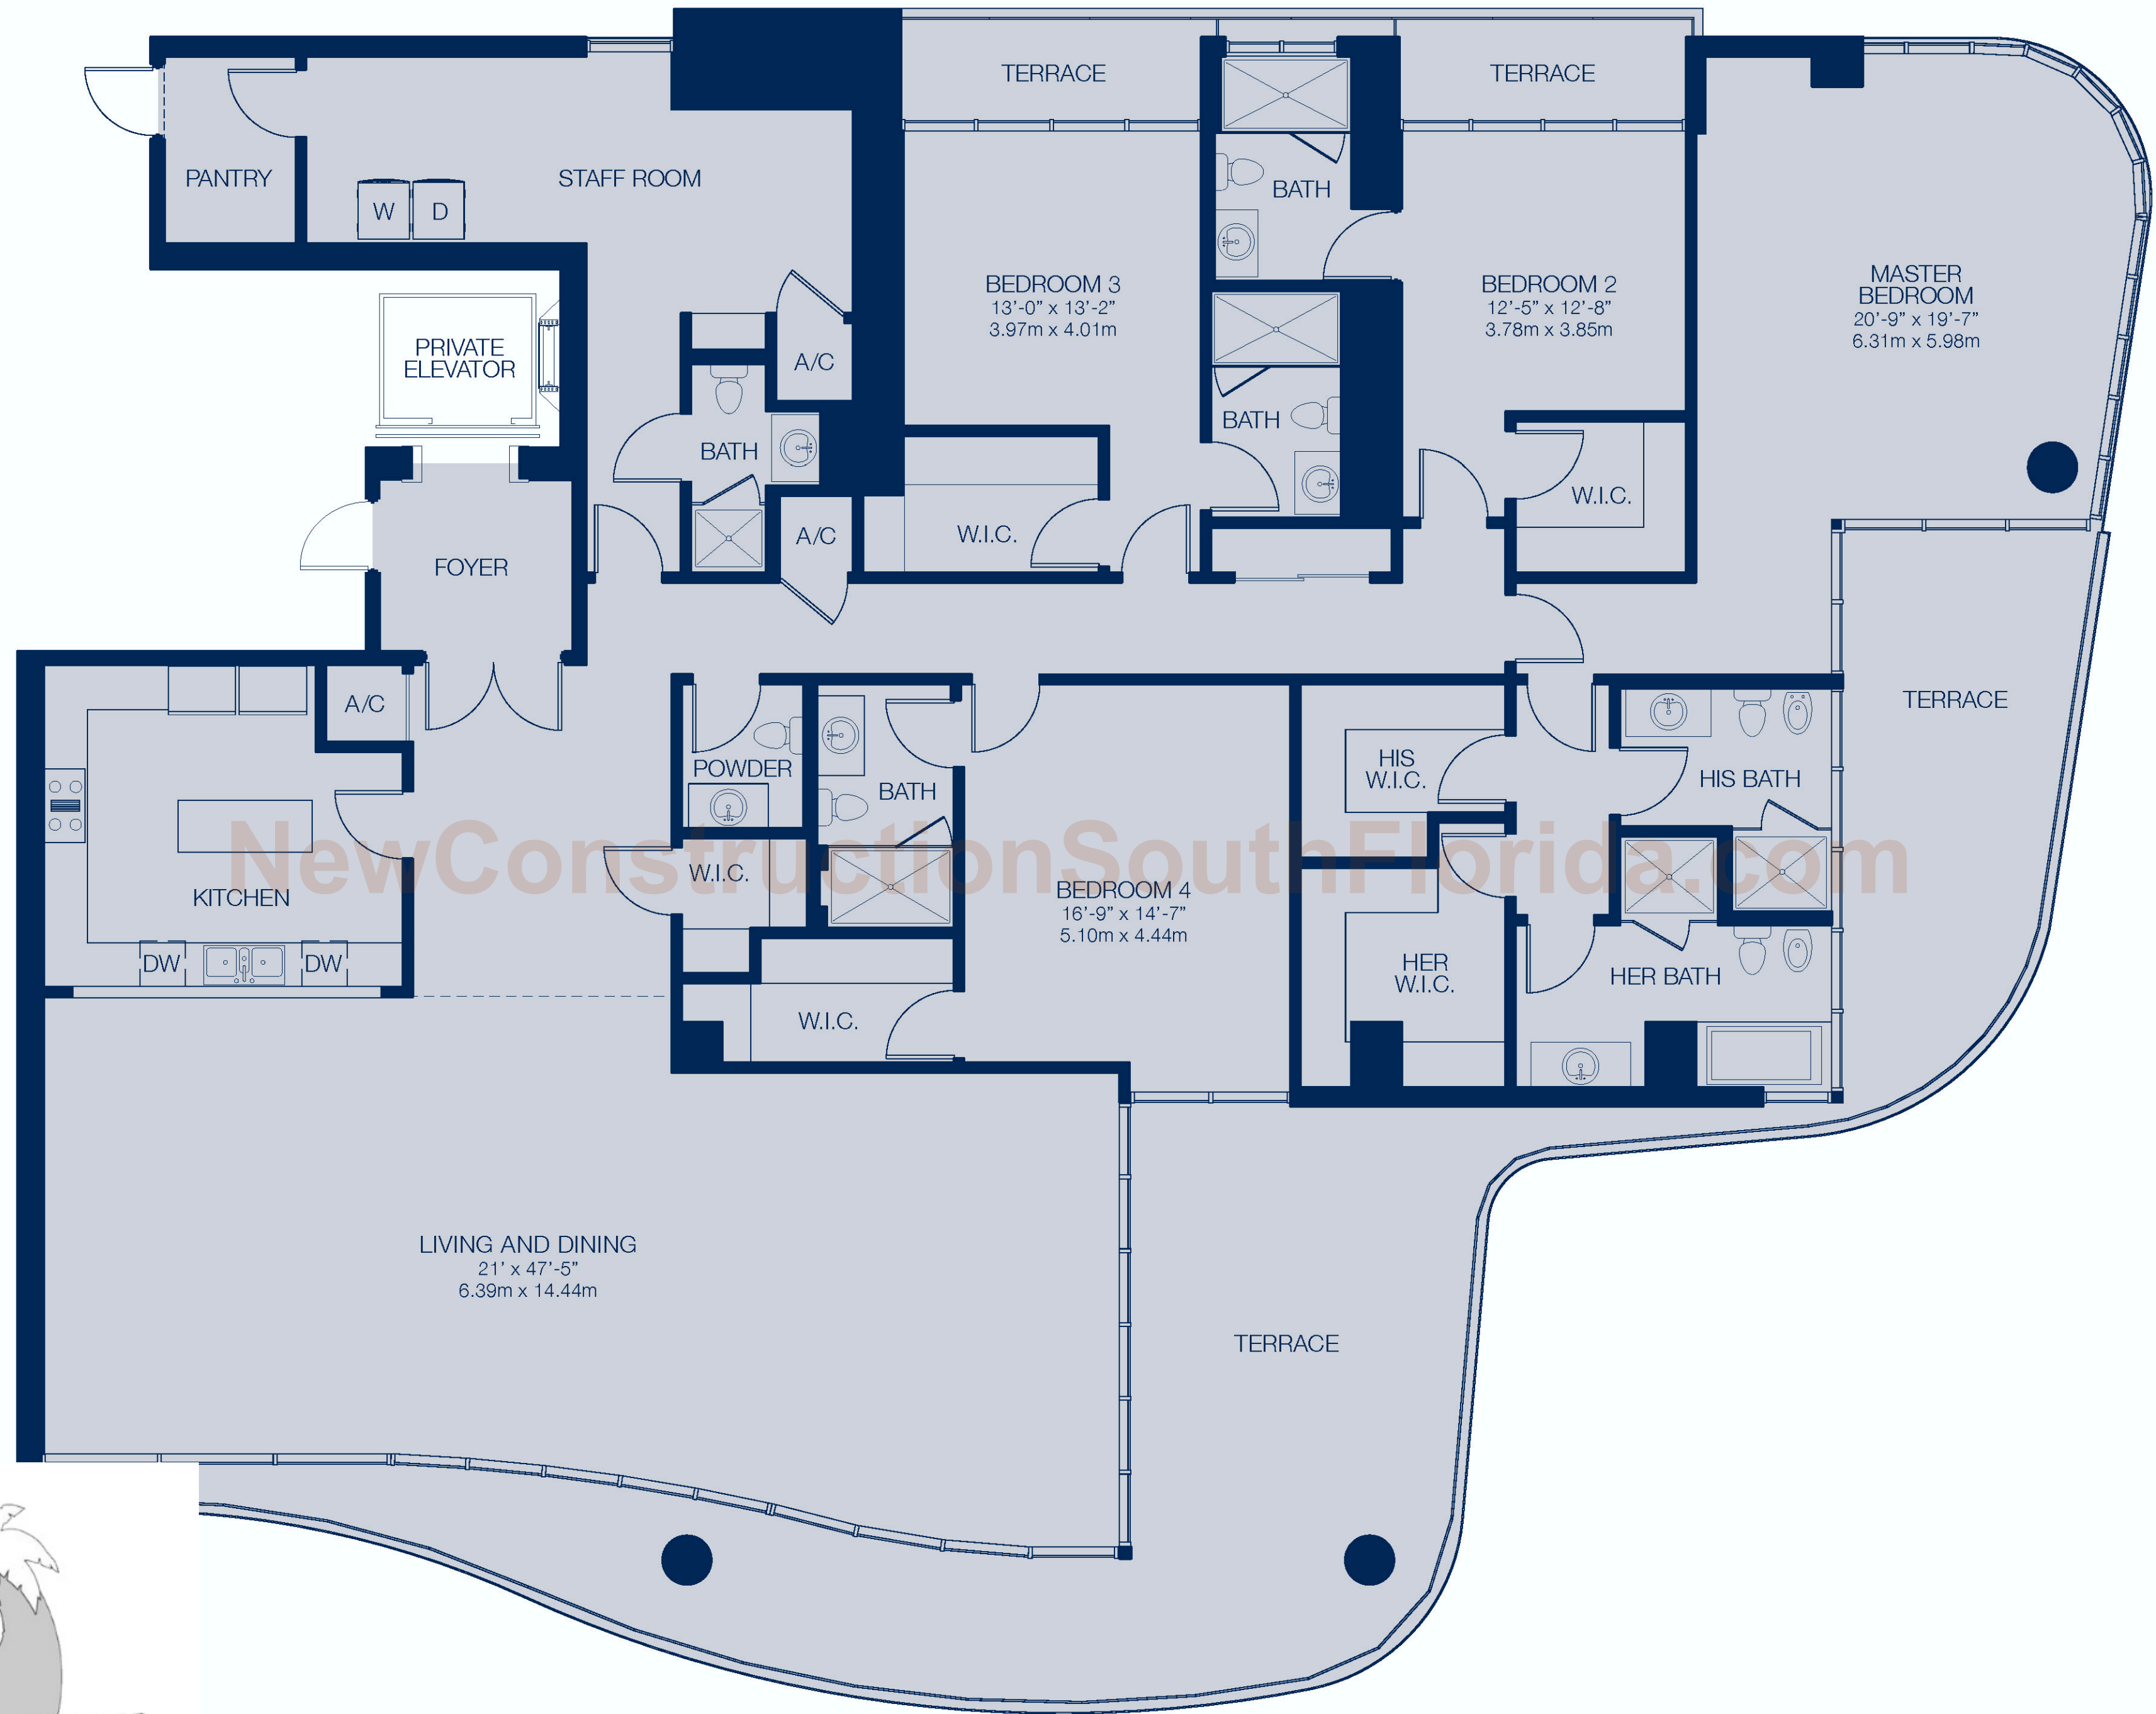 TERRACE
TERRACE
PANTRY
STAFF ROOM
BATH
W
D
BEDROOM 3
13'-0" x 13'-2"
3.97m x 4.01m
BEDROOM 2
12'-5" x 12'-8"
3.78m x 3.85m
MASTER
BEDROOM
20'-9" x 19'-7"
6.31m x 5.98m
PRIVATE
ELEVATOR
A/C
BATH
BATH
W.I.C.
A/C
W.I.C.
FOYER
TERRACE
A/C
POWDER
BATH
HIS
W.I.C.
HIS BATH
NewConstructionSouthFlorida.com
KITCHEN
W.I.C.
BEDROOM 4
16'-9" x 14'-7"
5.10m x 4.44m
DW
DW
HER
W.I.C.
HER BATH
W.I.C.
LIVING AND DINING
21' x 47'-5"
6.39m x 14.44m
TERRACE